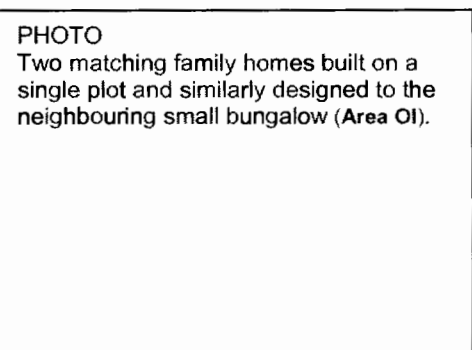 PHOTO
Two matching family homes built on a
single plot and similarly designed to the
neighbouring small bungalow (Area OI).